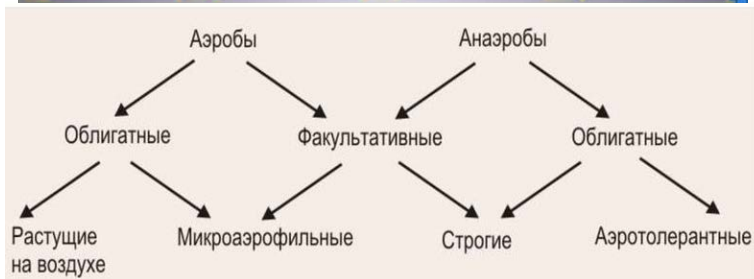 Аэробы Анаэробы
Облигатные Факультативные Облигатные
Растущие
на воздухе Микроаэрофильные Строгие Аэротолерантные